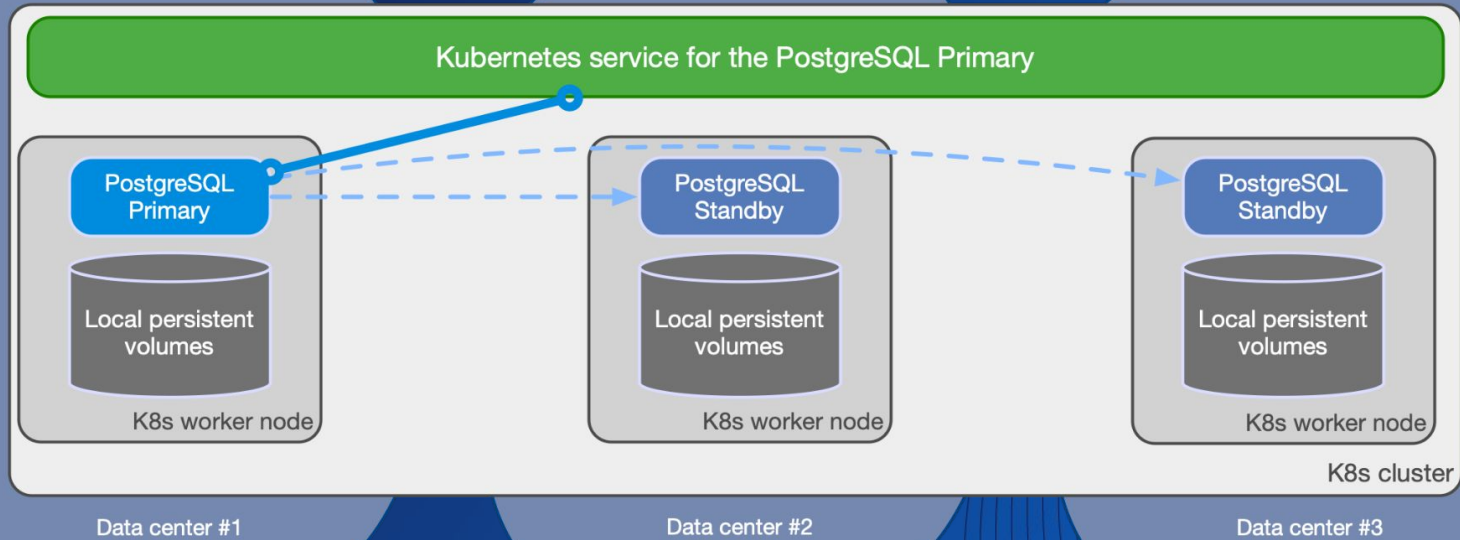 Kubernetes service for the PostgreSQL Primary
PostgreSQL
Primary
PostgreSQL
Standby
PostgreSQL
Standby
Local persistent
volumes
Local persistent
volumes
Local persistent
volumes
K8s worker node
K8s worker node
K8s worker node
K8s cluster
Data center #1
Data center #2
Data center #3